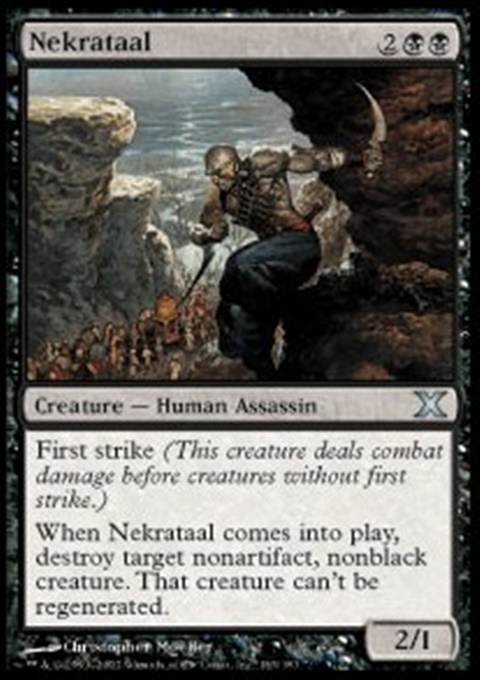 Nekrataal 2
Creature — Human Assassin
First strike (This creature deals combat
damage before creatures without first
strike.)
When Nekrataal comes into play,
destroy target nonartifact, nonblack
creature. That creature can't be
regenerated.
Christopher
2/1